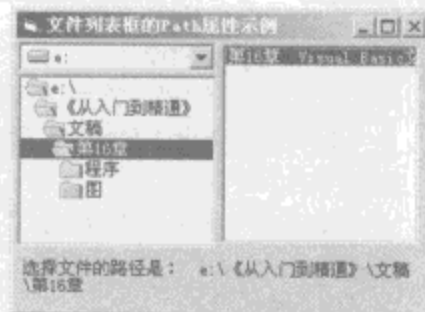 文件列表框的Path属性示例
e:
第16章 Visual Basic
e:\
《从入门到精通》
文稿
第16章
程序
图
选择文件的路径是: e:\《从入门到精通》\文稿
\第16章